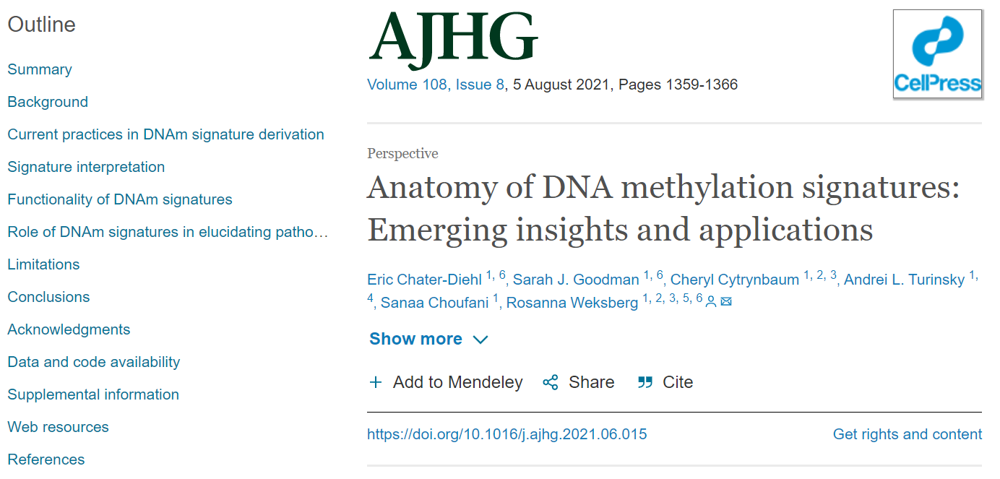 Outline
Summary
Background
Current practices in DNAm signature derivation
Signature interpretation
Functionality of DNAm signatures
Role of DNAm signatures in elucidating patho…
Limitations
Conclusions
Acknowledgments
Data and code availability
Supplemental information
Web resources
References
AJHG
CellPress
Volume 108, Issue 8, 5 August 2021, Pages 1359-1366
Perspective
Anatomy of DNA methylation signatures:
Emerging insights and applications
Eric Chater-Diehl 1, 6, Sarah J. Goodman 1, 6, Cheryl Cytrynbaum 1, 2, 3, Andrei L. Turinsky 1,
4, Sanaa Choufani 1, Rosanna Weksberg 1, 2, 3, 5, 6
Show more
+ Add to Mendeley Share Cite
https://doi.org/10.1016/j.ajhg.2021.06.015 Get rights and content